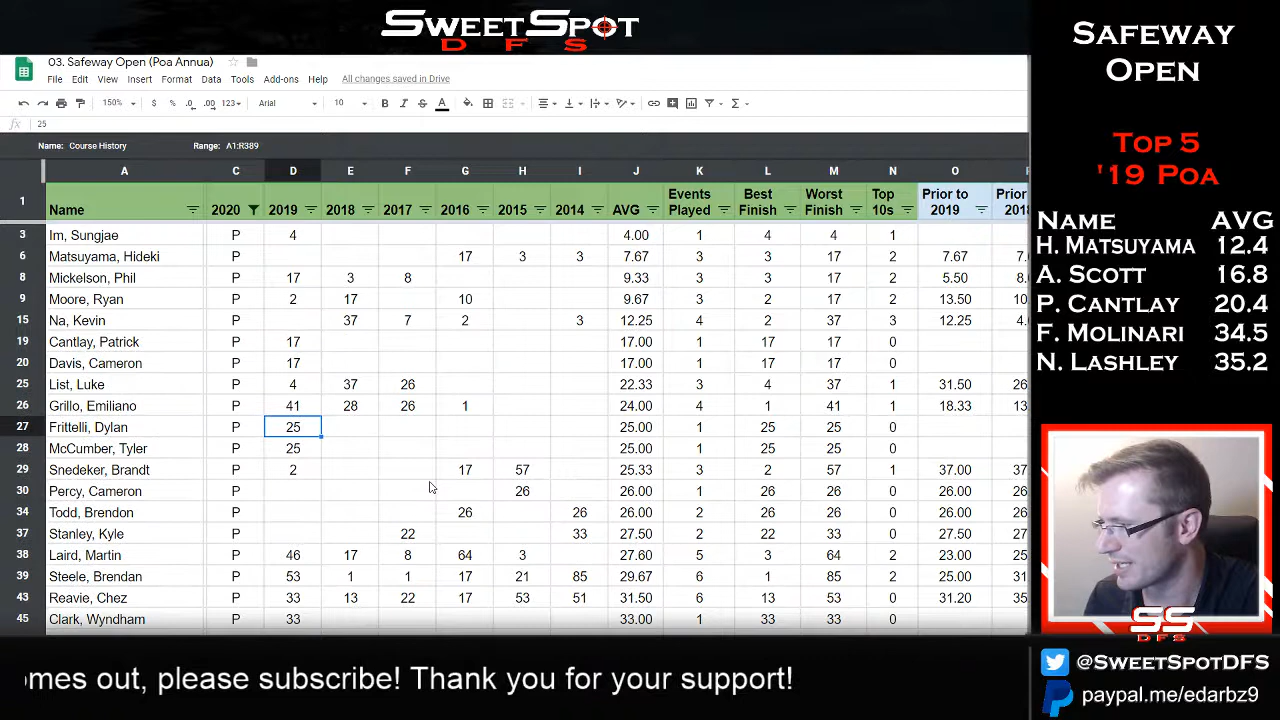 SweetSpot
DFS
03. Safeway Open (Poa Annua)
File Edit View Insert Format Data Tools Add-ons Help All changes saved in Drive
150% $ % .0 .00 123 Arial 10 B I S A
fx 25
Name: Course History Range: A1:R389
A C D E F G H I J K L M N O
1 Name 2020 2019 2018 2017 2016 2015 2014 AVG Events Played Best Finish Worst Finish Top 10s Prior to 2019 Prior 2018
3 Im, Sungjae P 4 4.00 1 4 4 1
6 Matsuyama, Hideki P 17 3 3 7.67 3 3 17 2 7.67 7.
8 Mickelson, Phil P 17 3 8 9.33 3 3 17 2 5.50 8.
9 Moore, Ryan P 2 17 10 9.67 3 2 17 2 13.50 10
15 Na, Kevin P 37 7 2 3 12.25 4 2 37 3 12.25 4.
19 Cantlay, Patrick P 17 17.00 1 17 17 0
20 Davis, Cameron P 17 17.00 1 17 17 0
25 List, Luke P 4 37 26 22.33 3 4 37 1 31.50 26
26 Grillo, Emiliano P 41 28 26 1 24.00 4 1 41 1 18.33 13
27 Frittelli, Dylan P 25 25.00 1 25 25 0
28 McCumber, Tyler P 25 25.00 1 25 25 0
29 Snedeker, Brandt P 2 17 57 25.33 3 2 57 1 37.00 37
30 Percy, Cameron P 26 26.00 1 26 26 0 26.00 26
34 Todd, Brendon P 26 26 26.00 2 26 26 0 26.00 26
37 Stanley, Kyle P 22 33 27.50 2 22 33 0 27.50 27
38 Laird, Martin P 46 17 8 64 3 27.60 5 3 64 2 23.00 25
39 Steele, Brendan P 53 1 1 17 21 85 29.67 6 1 85 2 25.00 31
43 Reavie, Chez P 33 13 22 17 53 51 31.50 6 13 53 0 31.20 35
45 Clark, Wyndham P 33 33.00 1 33 33 0
Safeway
Open
Top 5
'19 Poa
Name AVG
H. Matsuyama 12.4
A. Scott 16.8
P. Cantlay 20.4
F. Molinari 34.5
N. Lashley 35.2
SS
DFS
@SweetSpotDFS
paypal.me/edarbz9
omes out, please subscribe! Thank you for your support!